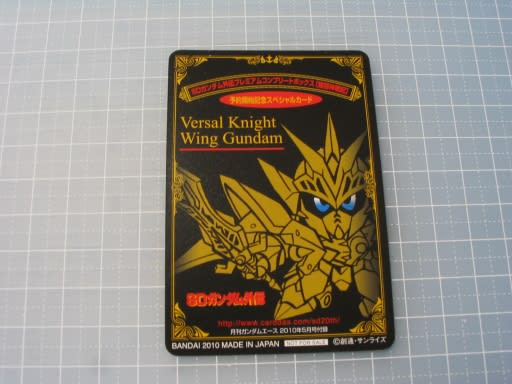 SDガンダム外伝プレミアムコンプリートボックス
予約開始記念スペシャルカード
Versal Knight
Wing Gundam
SDガンダム外伝
http://www.carddas.com/sd20th/
月刊ガンダムエース 2010年5月号付録
BANDAI 2010 MADE IN JAPAN NOT FOR SALE ©創通・サンライズ